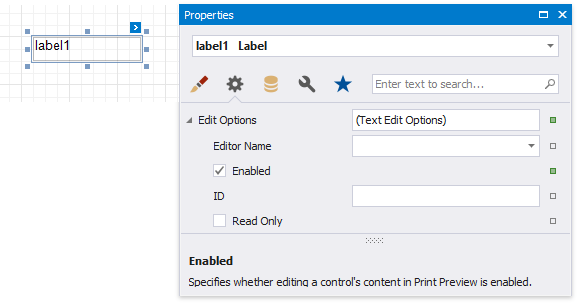 label1
Properties
label1 Label
Enter text to search...
Edit Options (Text Edit Options)
Editor Name
Enabled
ID
Read Only
Enabled
Specifies whether editing a control's content in Print Preview is enabled.